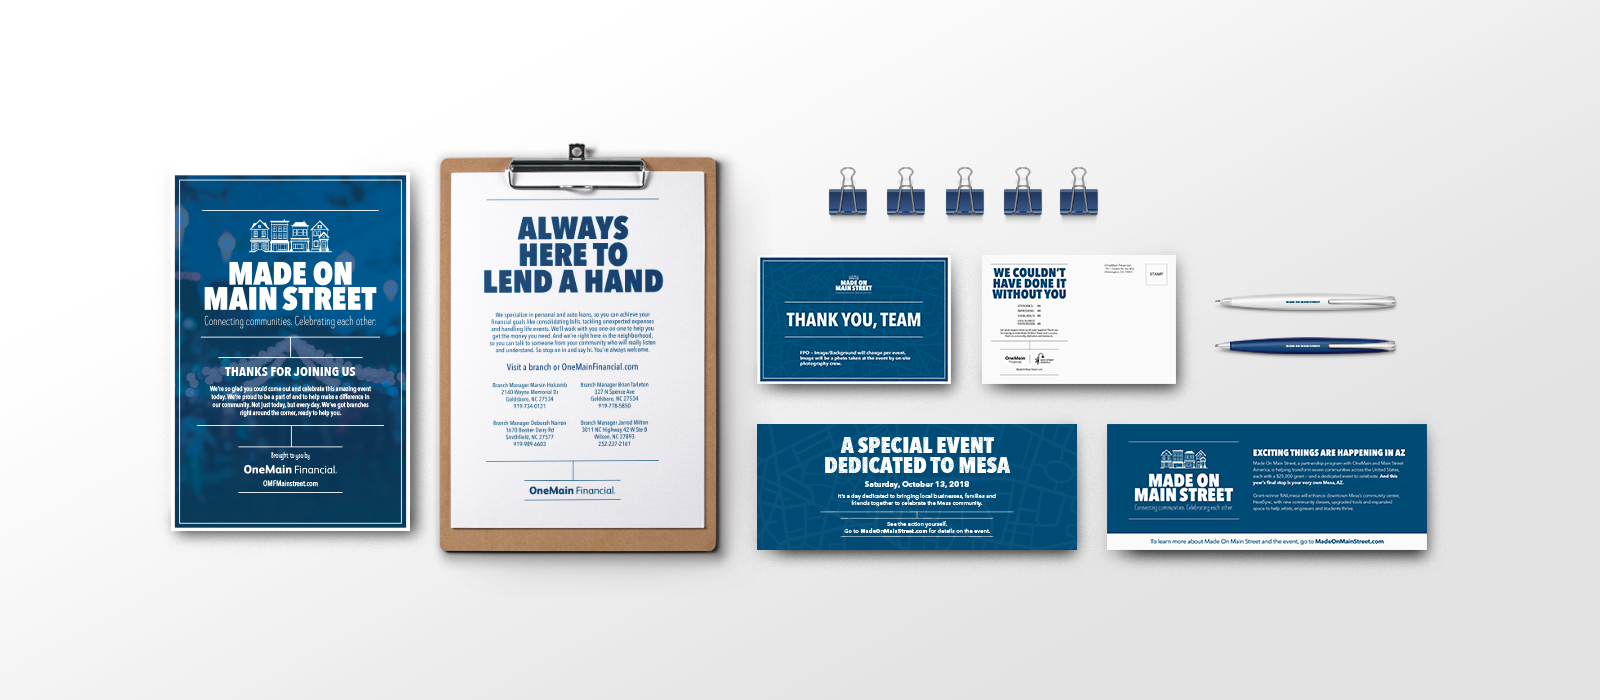 MADE ON
MAIN STREET
Connecting communities. Celebrating each other.
THANKS FOR JOINING US
We're so glad you could come out and celebrate this amazing event
today. We're proud to be a part of and to help make a difference in
our community. Not just today, but every day. We've got branches
right around the corner, ready to help you.
Brought to you by
OneMain Financial.
OMFMainstreet.com
ALWAYS
HERE TO
LEND A HAND
We specialize in personal and auto loans, so you can achieve your
financial goals like consolidating bills, tackling unexpected expenses
and handling life events. We'll work with you one-on-one to help you
get the money you need. And we're right here in the neighborhood,
so you can talk to someone from your community who will really listen
and understand. So stop on in and say hi. You're always welcome.
Visit a branch or OneMainFinancial.com
Branch Manager Marvin Holcomb
2140 Wayne Memorial Dr
Goldsboro, NC 27534
919-734-0121
Branch Manager Brian Tarleton
327 N Spence Ave
Goldsboro, NC 27534
919-778-5850
Branch Manager Deborah Narron
1670 Booker Dairy Rd
Smithfield, NC 27577
919-989-6603
Branch Manager Jarrod Wilton
3011 NC Highway 42 W Ste B
Wilson, NC 27893
252-237-2161
OneMain Financial.
MADE ON
MAIN STREET
THANK YOU, TEAM
FPO – Image/Background will change per event.
Image will be a photo taken at the event by on-site
photography crew.
WE COULDN'T
HAVE DONE IT
WITHOUT YOU
OneMain
Financial
OneMain Financial
STAMP
A SPECIAL EVENT
DEDICATED TO MESA
Saturday, October 13, 2018
It's a day dedicated to bringing local businesses, families and
friends together to celebrate the Mesa community.
See the action yourself.
Go to MadeOnMainStreet.com for details on the event.
MADE ON
MAIN STREET
Connecting communities. Celebrating each other.
EXCITING THINGS ARE HAPPENING IN AZ
Made On Main Street, a partnership program with OneMain and Main Street
America, is helping transform seven communities across the United States,
each with a $25,000 grant – and a dedicated event to celebrate. And this
year's final stop is your very own Mesa, AZ.
Grant-winner RAILmesa will enhance downtown Mesa's community center,
HeatSync, with new community classes, upgraded tools and expanded
space to help artists, engineers and students thrive.
To learn more about Made On Main Street and the event, go to MadeOnMainStreet.com
MADE ON MAIN STREET
MADE ON MAIN STREET